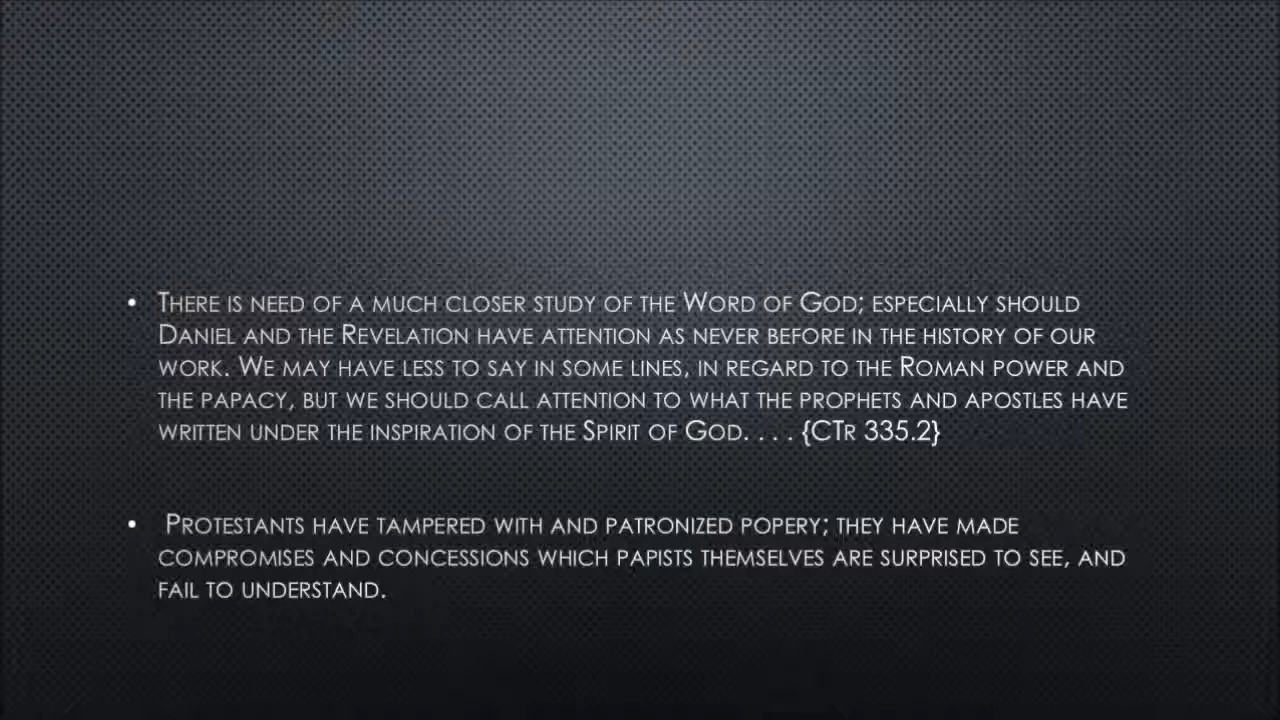 • There is need of a much closer study of the Word of God; especially should
Daniel and the Revelation have attention as never before in the history of our
work. We may have less to say in some lines, in regard to the Roman power and
the papacy, but we should call attention to what the prophets and apostles have
written under the inspiration of the Spirit of God. . . . {CTr 335.2}
• Protestants have tampered with and patronized popery; they have made
compromises and concessions which papists themselves are surprised to see, and
fail to understand.